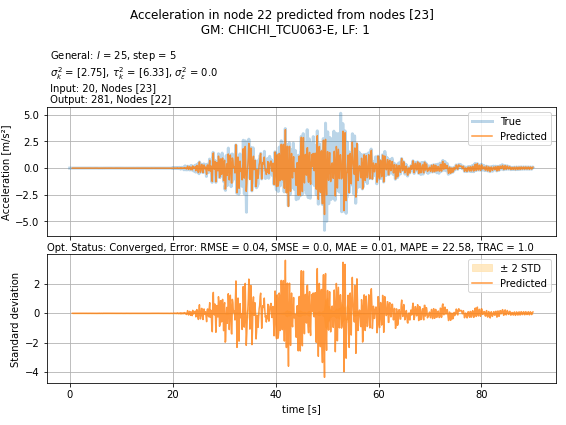 Acceleration in node 22 predicted from nodes [23]
GM: CHICHI_TCU063-E, LF: 1
General: l = 25, step = 5
σ²ₖ = [2.75], τ²ₖ = [6.33], σ²ε = 0.0
Input: 20, Nodes [23]
Output: 281, Nodes [22]
Acceleration [m/s²]
5.0
2.5
0.0
−2.5
−5.0
True
Predicted
Opt. Status: Converged, Error: RMSE = 0.04, SMSE = 0.0, MAE = 0.01, MAPE = 22.58, TRAC = 1.0
Standard deviation
2
0
−2
−4
± 2 STD
Predicted
0 20 40 60 80
time [s]